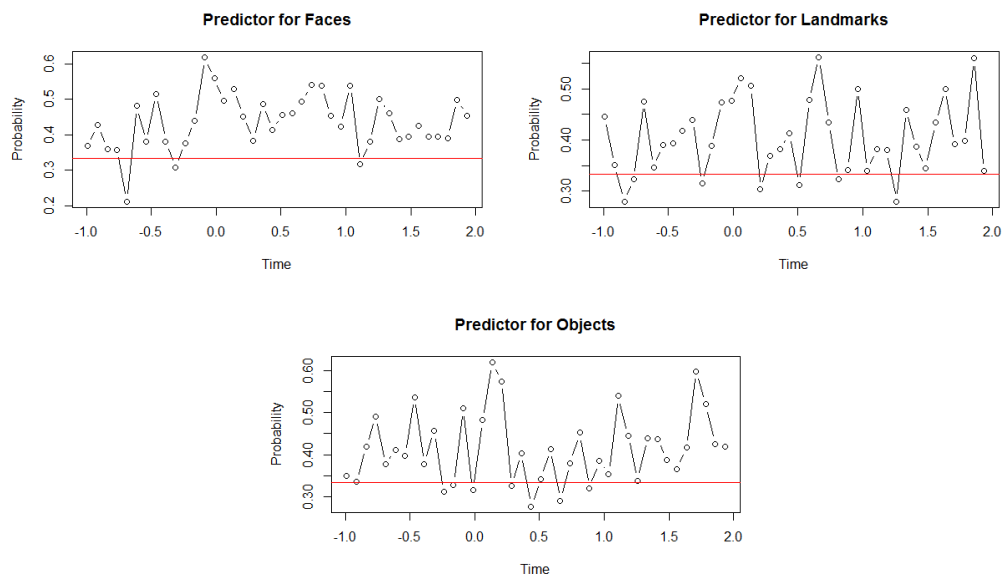 Predictor for Faces
Probability
0.2 0.3 0.4 0.5 0.6
-1.0 -0.5 0.0 0.5 1.0 1.5 2.0
Time
Predictor for Landmarks
Probability
0.30 0.40 0.50
-1.0 -0.5 0.0 0.5 1.0 1.5 2.0
Time
Predictor for Objects
Probability
0.30 0.40 0.50 0.60
-1.0 -0.5 0.0 0.5 1.0 1.5 2.0
Time